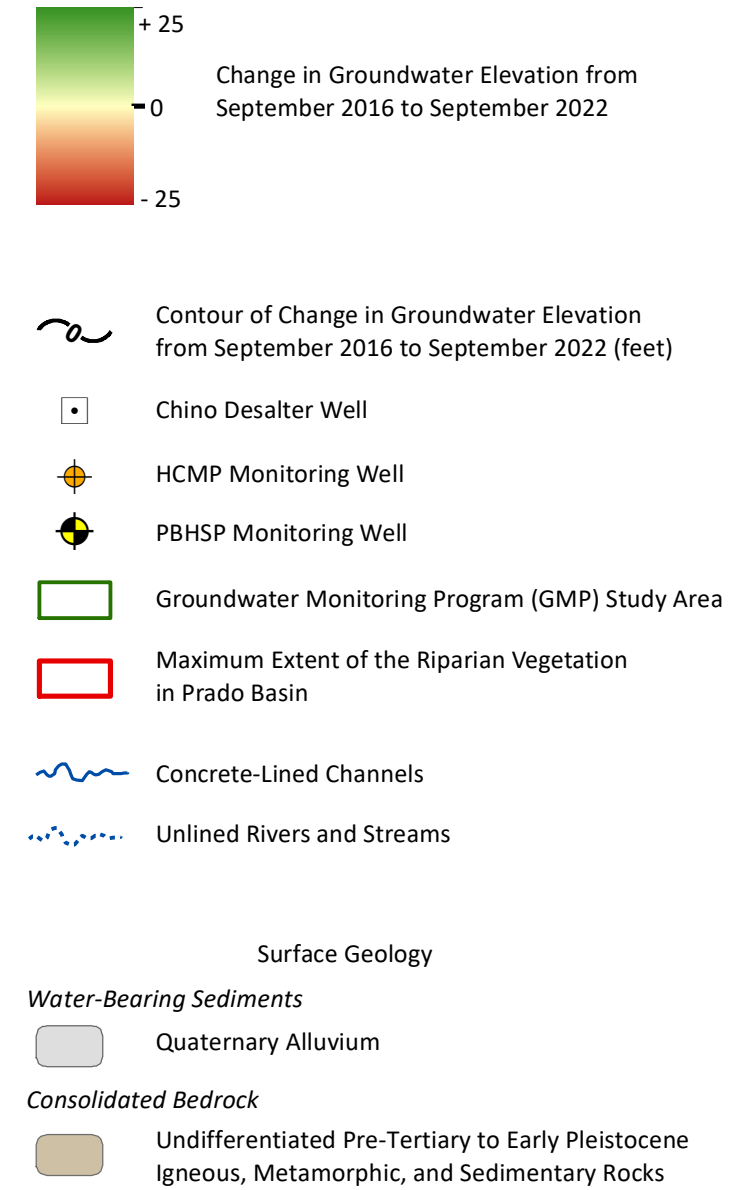 + 25
Change in Groundwater Elevation from
September 2016 to September 2022
0
- 25
Contour of Change in Groundwater Elevation
from September 2016 to September 2022 (feet)
0
Chino Desalter Well
HCMP Monitoring Well
PBHSP Monitoring Well
Groundwater Monitoring Program (GMP) Study Area
Maximum Extent of the Riparian Vegetation
in Prado Basin
Concrete-Lined Channels
Unlined Rivers and Streams
Surface Geology
Water-Bearing Sediments
Quaternary Alluvium
Consolidated Bedrock
Undifferentiated Pre-Tertiary to Early Pleistocene
Igneous, Metamorphic, and Sedimentary Rocks